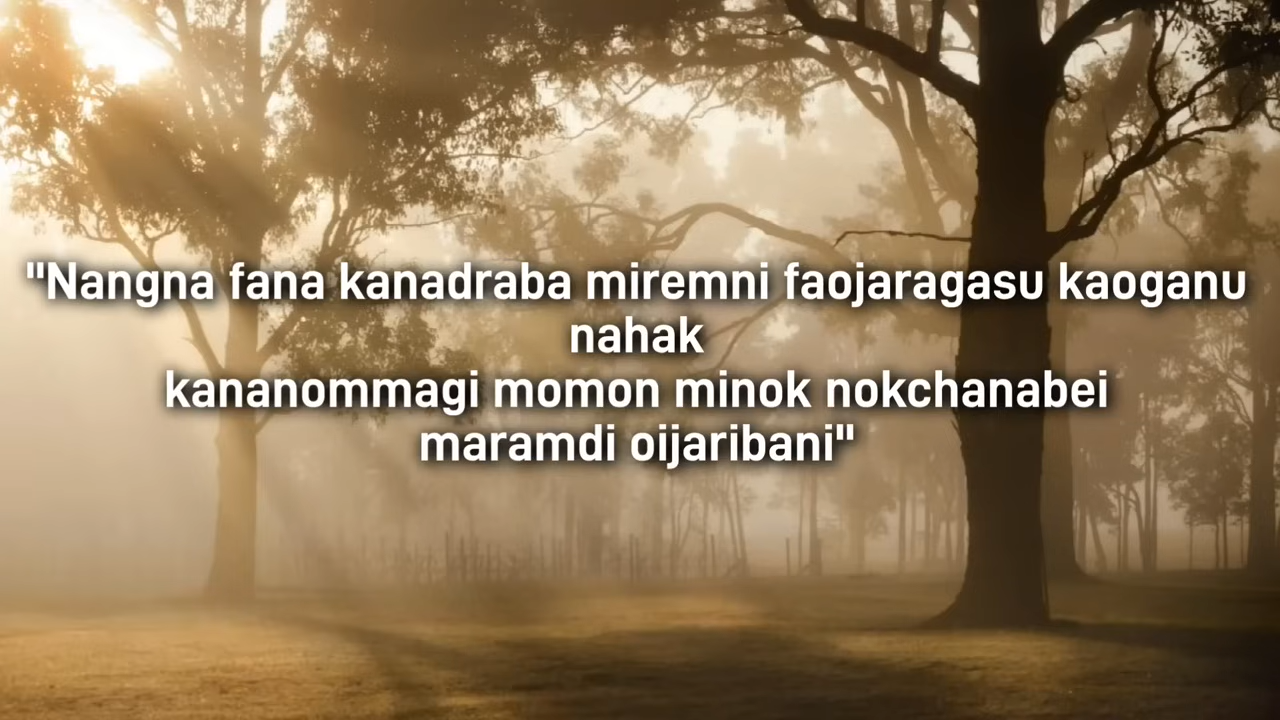 "Nangna fana kanadraba miremni faojaragasu kaoganu
nahak
kananommagi momon minok nokchanabei
maramdi oijaribani"